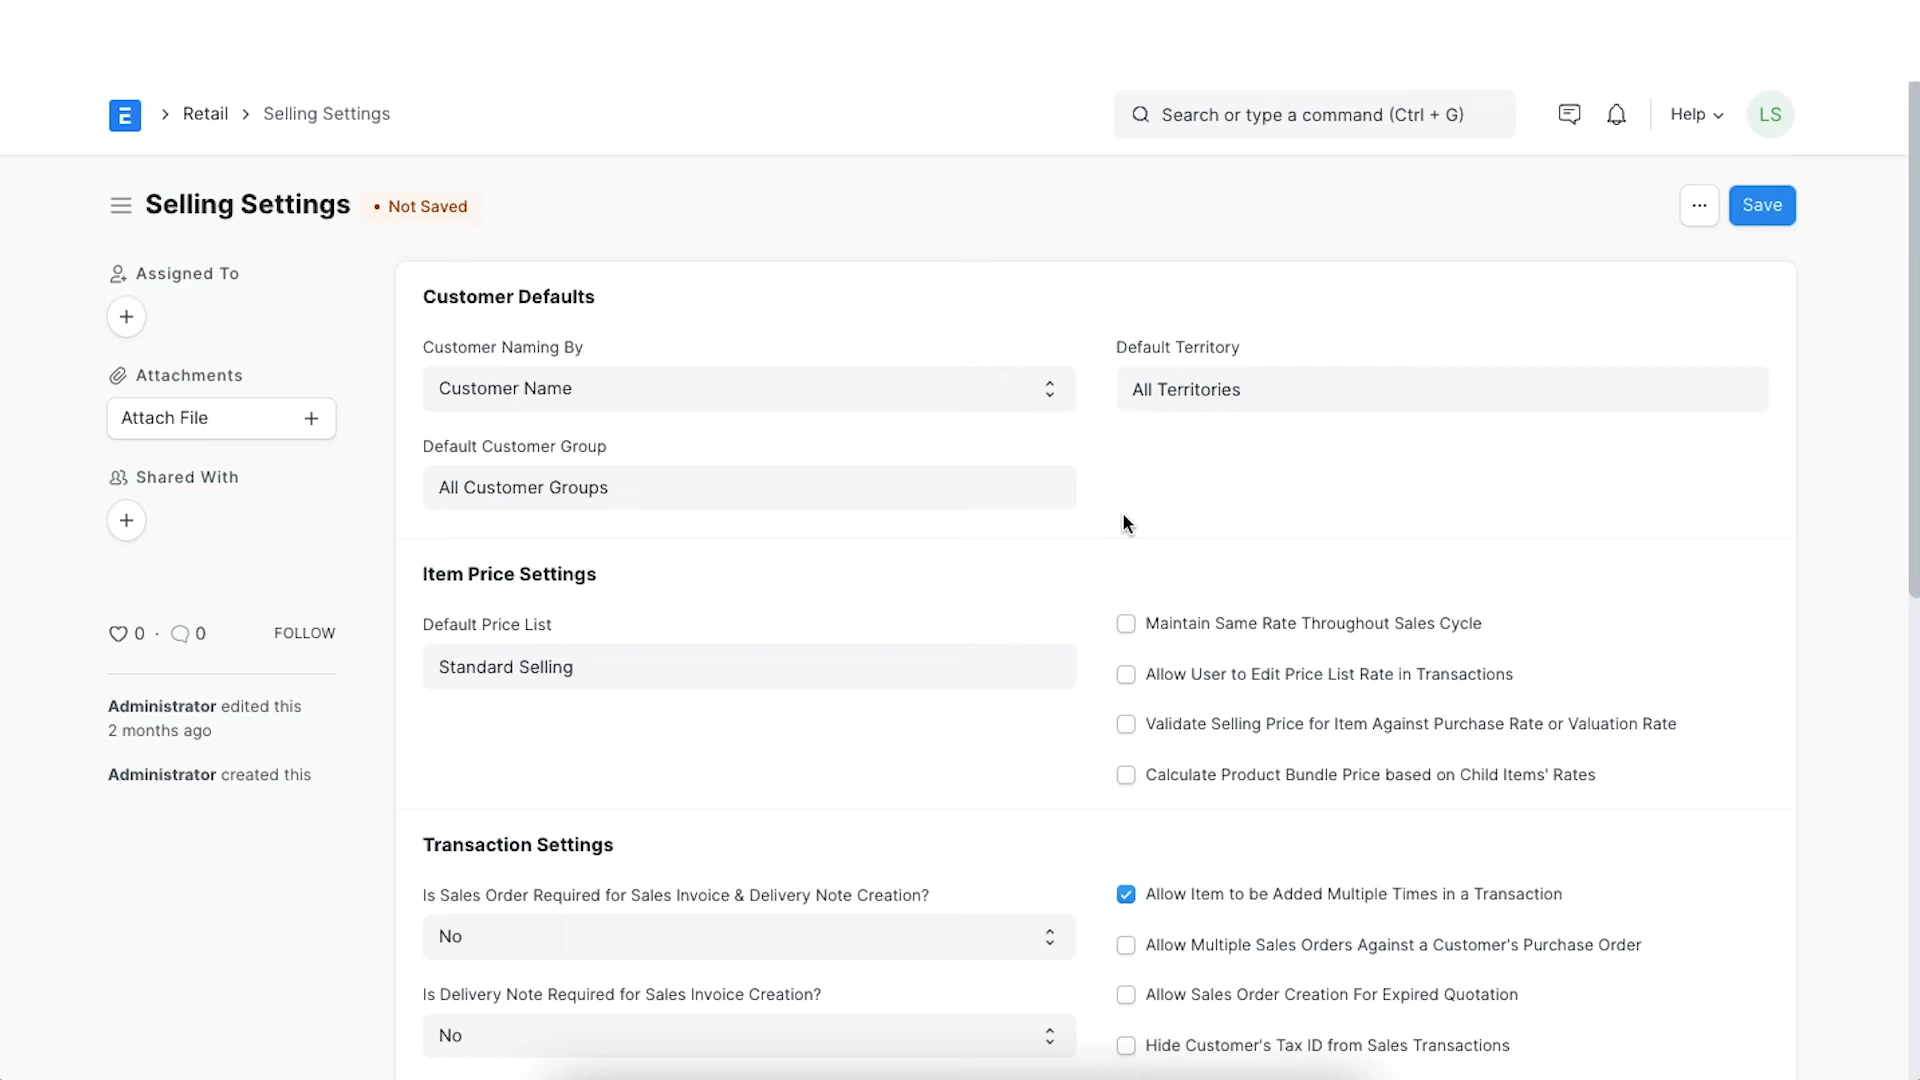 E
Retail
Selling Settings
Search or type a command (Ctrl + G)
Help
LS
Selling Settings
Not Saved
...
Save
Assigned To
Attachments
Attach File
Shared With
0 · 0
FOLLOW
Administrator edited this
2 months ago
Administrator created this
Customer Defaults
Customer Naming By
Customer Name
Default Territory
All Territories
Default Customer Group
All Customer Groups
Item Price Settings
Default Price List
Standard Selling
Maintain Same Rate Throughout Sales Cycle
Allow User to Edit Price List Rate in Transactions
Validate Selling Price for Item Against Purchase Rate or Valuation Rate
Calculate Product Bundle Price based on Child Items' Rates
Transaction Settings
Is Sales Order Required for Sales Invoice & Delivery Note Creation?
No
Is Delivery Note Required for Sales Invoice Creation?
No
Allow Item to be Added Multiple Times in a Transaction
Allow Multiple Sales Orders Against a Customer's Purchase Order
Allow Sales Order Creation For Expired Quotation
Hide Customer's Tax ID from Sales Transactions